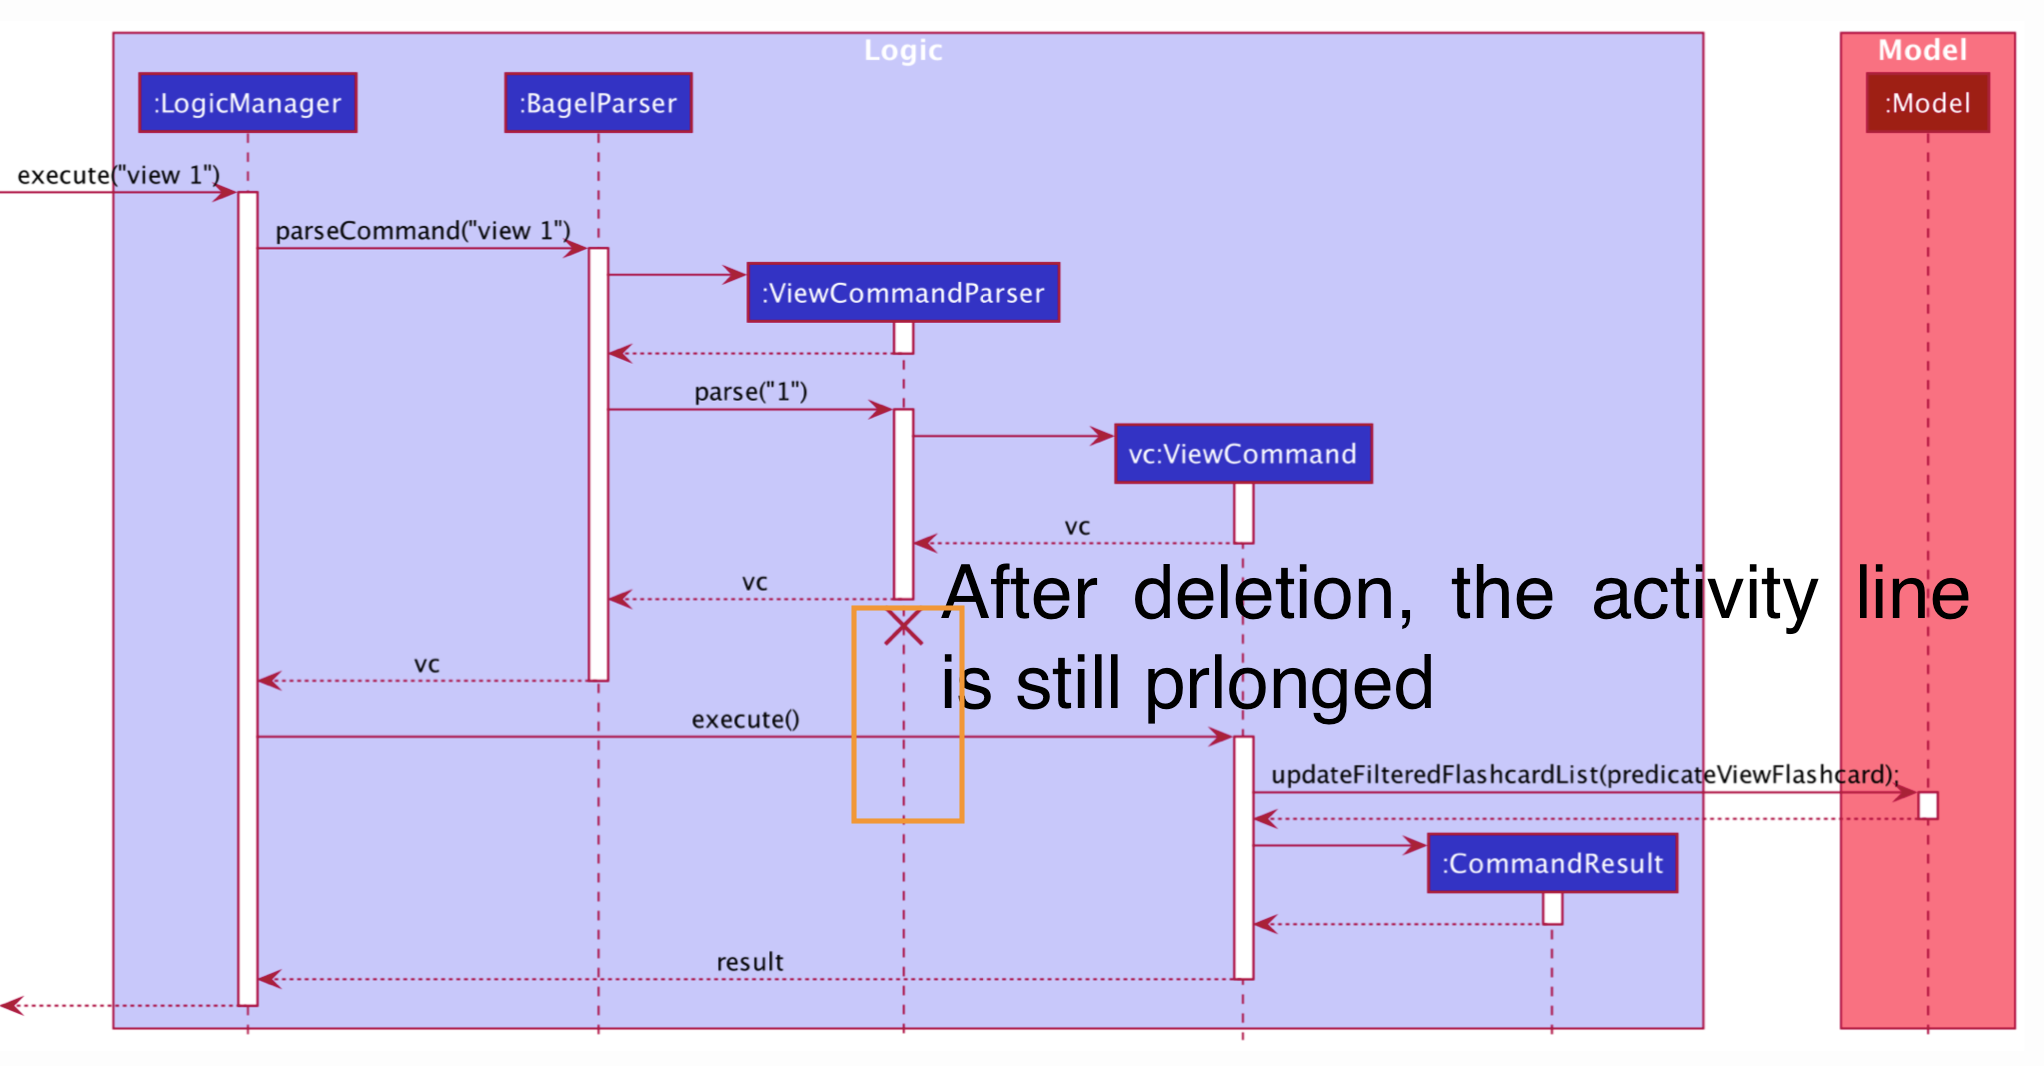 Logic
Model
:LogicManager
:BagelParser
:Model
execute("view 1")
parseCommand("view 1")
:ViewCommandParser
parse("1")
vc:ViewCommand
vc
After deletion, the activity line
vc
is still prlonged
vc
execute()
updateFilteredFlashcardList(predicateViewFlashcard);
:CommandResult
result